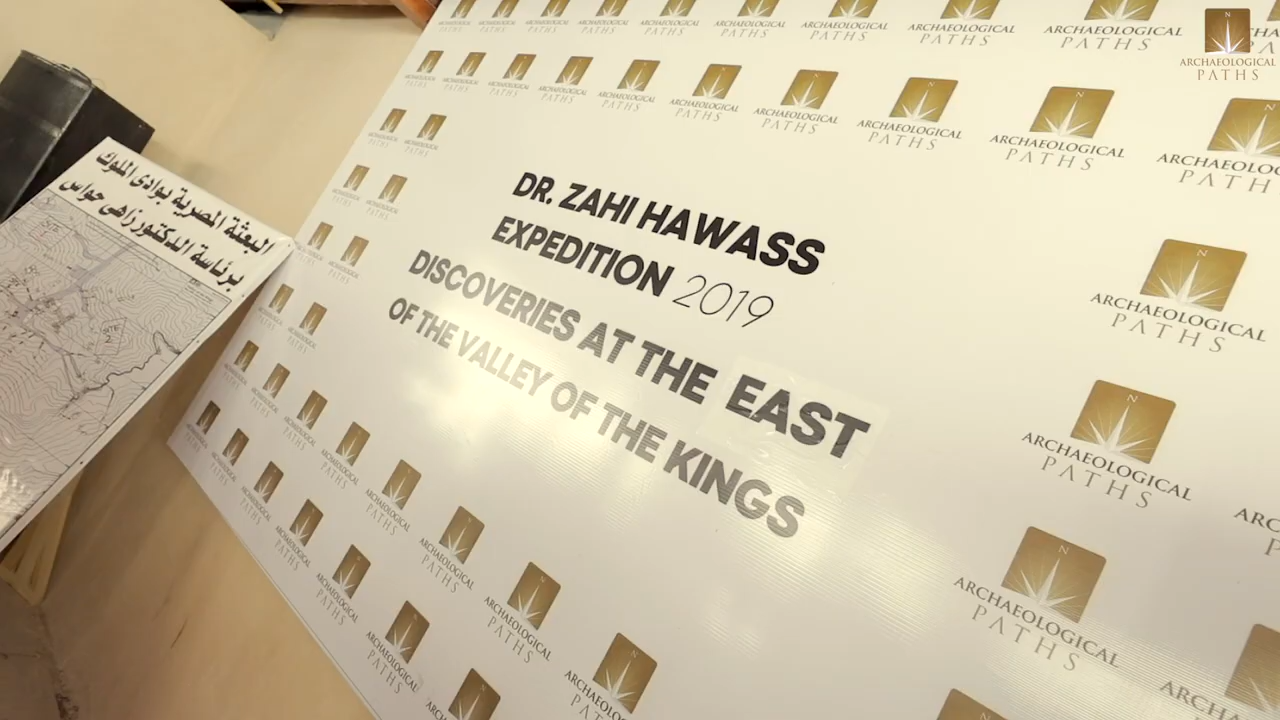 البعثة المصرية بوادى الملوك
برئاسة الدكتور زاهى حواس
DR. ZAHI HAWASS
EXPEDITION 2019
DISCOVERIES AT THE EAST
OF THE VALLEY OF THE KINGS
ARCHAEOLOGICAL
PATHS